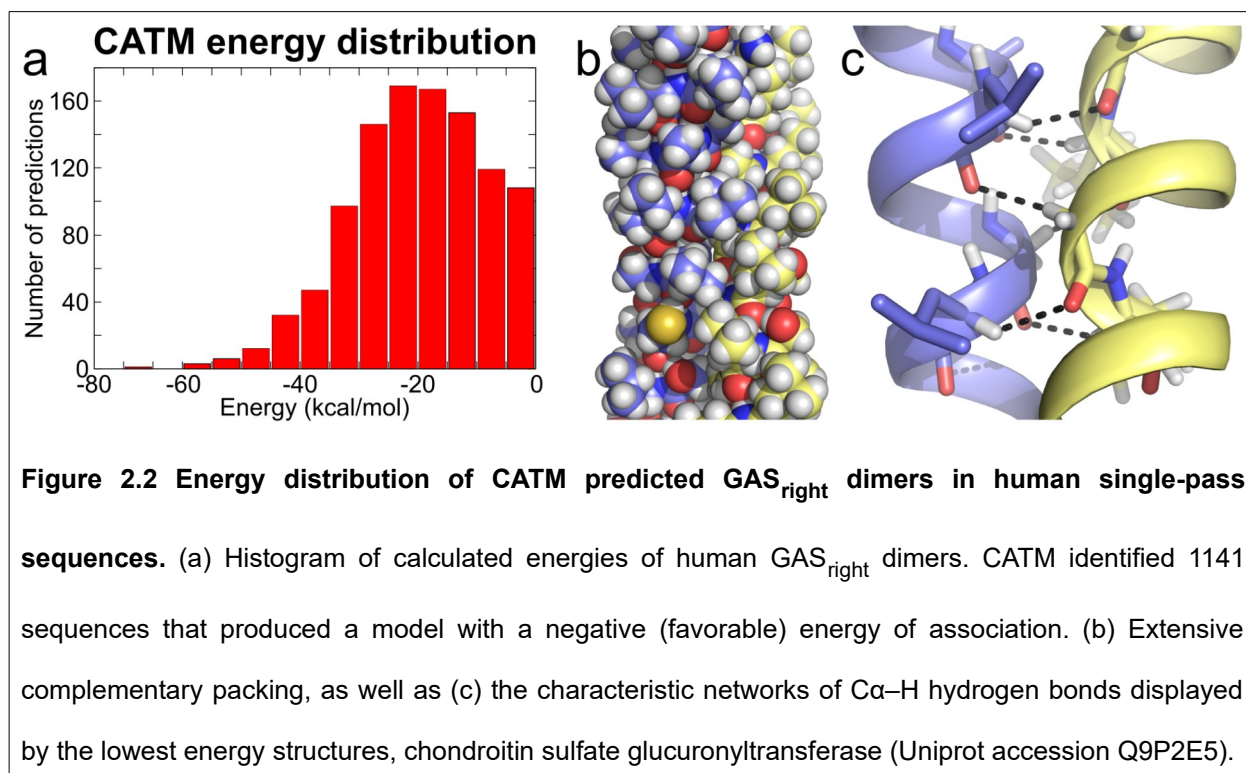 CATM energy distribution
a
b
c
Number of predictions
160
120
80
40
0
-80
-60
-40
-20
0
Energy (kcal/mol)
Figure 2.2 Energy distribution of CATM predicted GASright dimers in human single-pass
sequences. (a) Histogram of calculated energies of human GASright dimers. CATM identified 1141
sequences that produced a model with a negative (favorable) energy of association. (b) Extensive
complementary packing, as well as (c) the characteristic networks of Cα–H hydrogen bonds displayed
by the lowest energy structures, chondroitin sulfate glucuronyltransferase (Uniprot accession Q9P2E5).